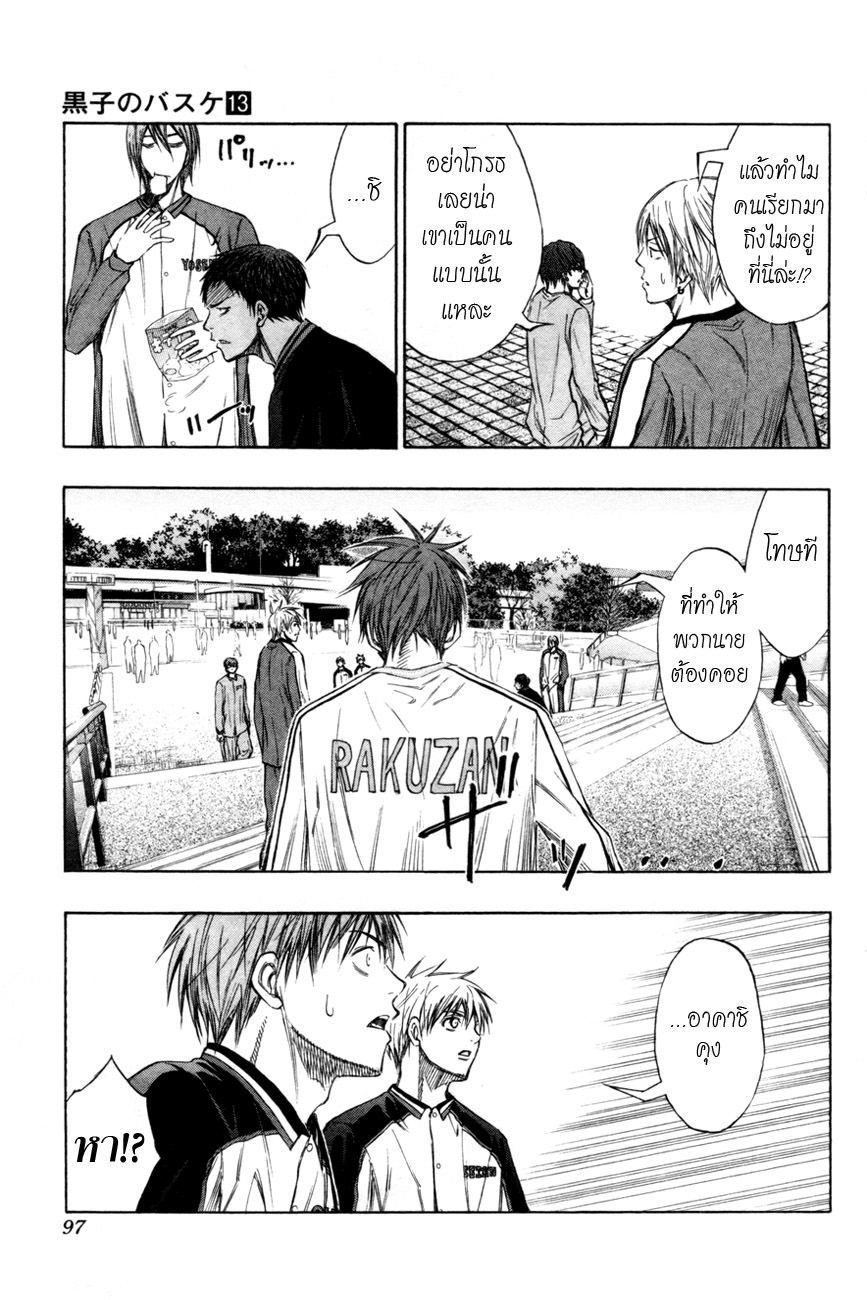 黒子のバスケ13
แล้วทำไม
คนเรียกมา
ถึงไม่อยู่
ที่นี่ล่ะ!?
อย่าโกรธ
เลยน่า
เขาเป็นคน
แบบนั้น
แหละ
...ชิ
パリッ...
YOSEN
โทษที
ที่ทำให้
พวกนาย
ต้องคอย
RAKUZAN
ザッ
...อาคาชิ
คุง
หา!?
97